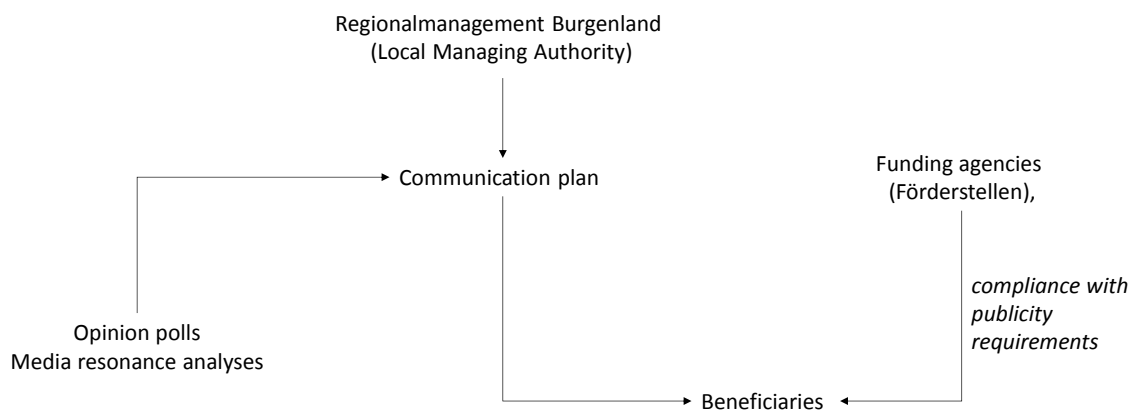 Regionalmanagement Burgenland
(Local Managing Authority)
Funding agencies
(Förderstellen),
Communication plan
compliance with
publicity
requirements
Opinion polls
Media resonance analyses
Beneficiaries